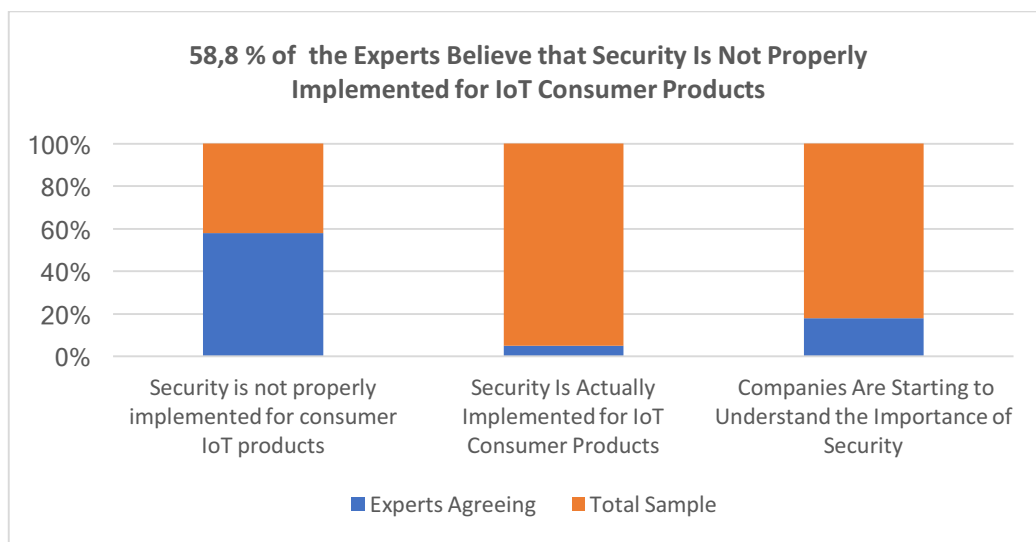 58,8 % of  the Experts Believe that Security Is Not Properly
Implemented for IoT Consumer Products
100%
80%
60%
40%
20%
0%
Security is not properly
implemented for consumer
IoT products
Security Is Actually
Implemented for IoT
Consumer Products
Companies Are Starting to
Understand the Importance of
Security
Experts Agreeing
Total Sample